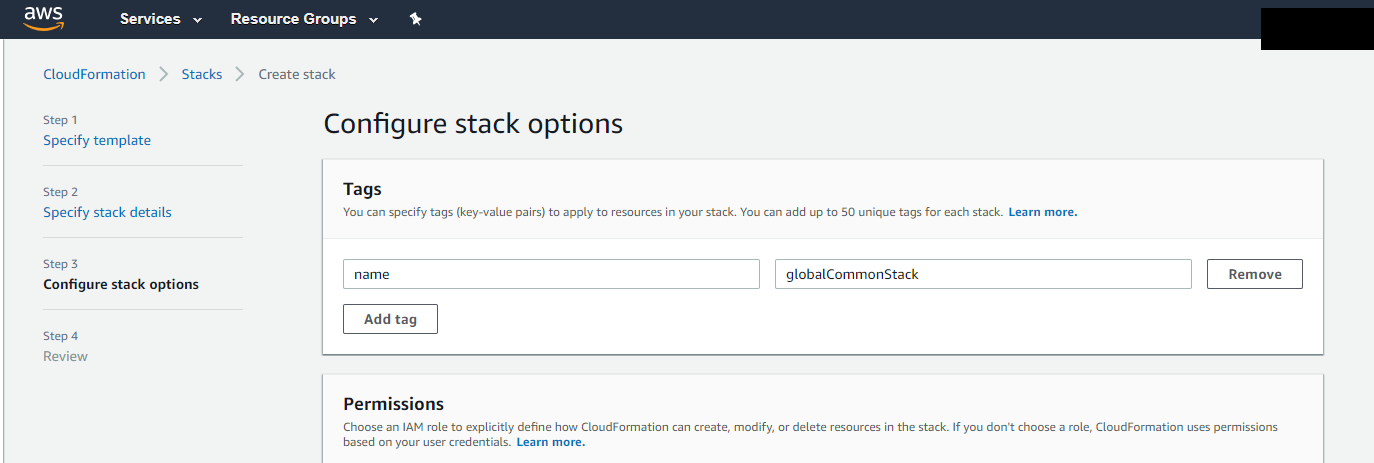 aws Services Resource Groups
CloudFormation Stacks Create stack
Step 1
Specify template
Step 2
Specify stack details
Step 3
Configure stack options
Step 4
Review
Configure stack options
Tags
You can specify tags (key-value pairs) to apply to resources in your stack. You can add up to 50 unique tags for each stack. Learn more.
name globalCommonStack Remove
Add tag
Permissions
Choose an IAM role to explicitly define how CloudFormation can create, modify, or delete resources in the stack. If you don't choose a role, CloudFormation uses permissions
based on your user credentials. Learn more.